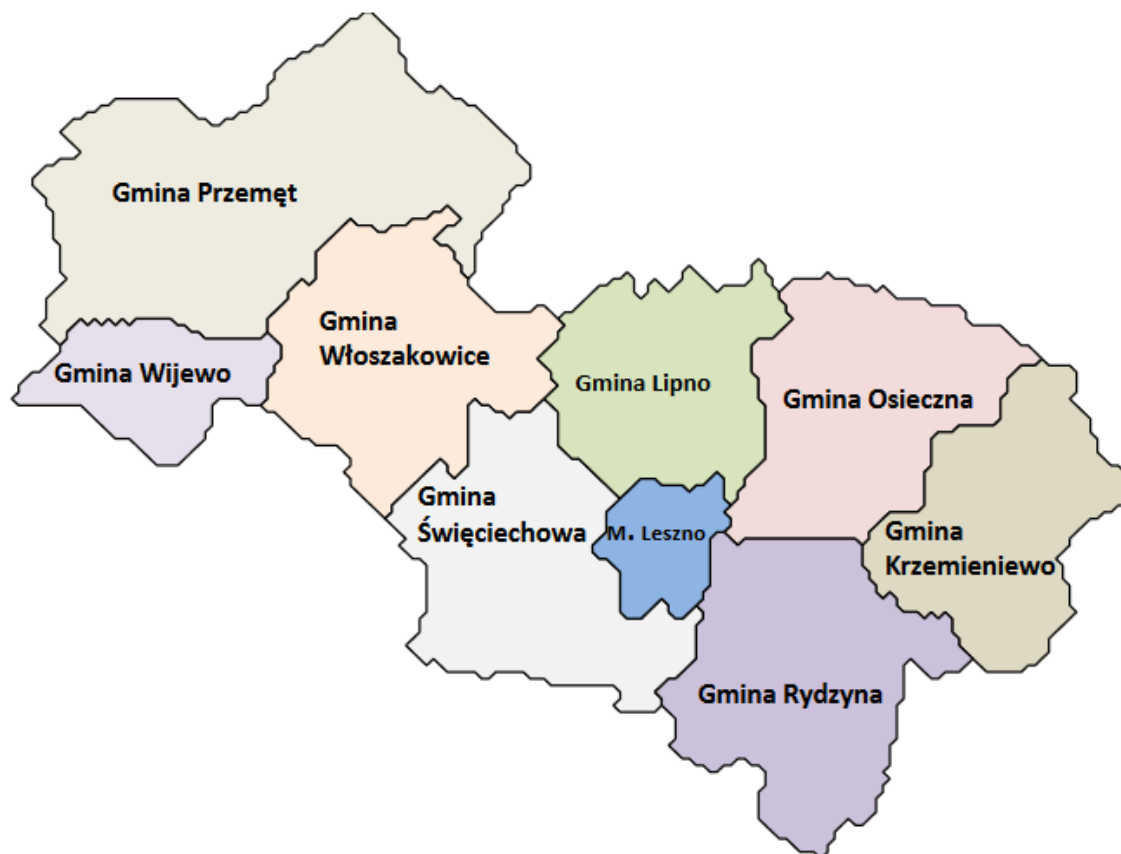 Gmina Przemęt
Gmina
Włoszakowice
Gmina Wijewo
Gmina Lipno
Gmina Osieczna
Gmina
Święciechowa
M. Leszno
Gmina
Krzemieniewo
Gmina Rydzyna